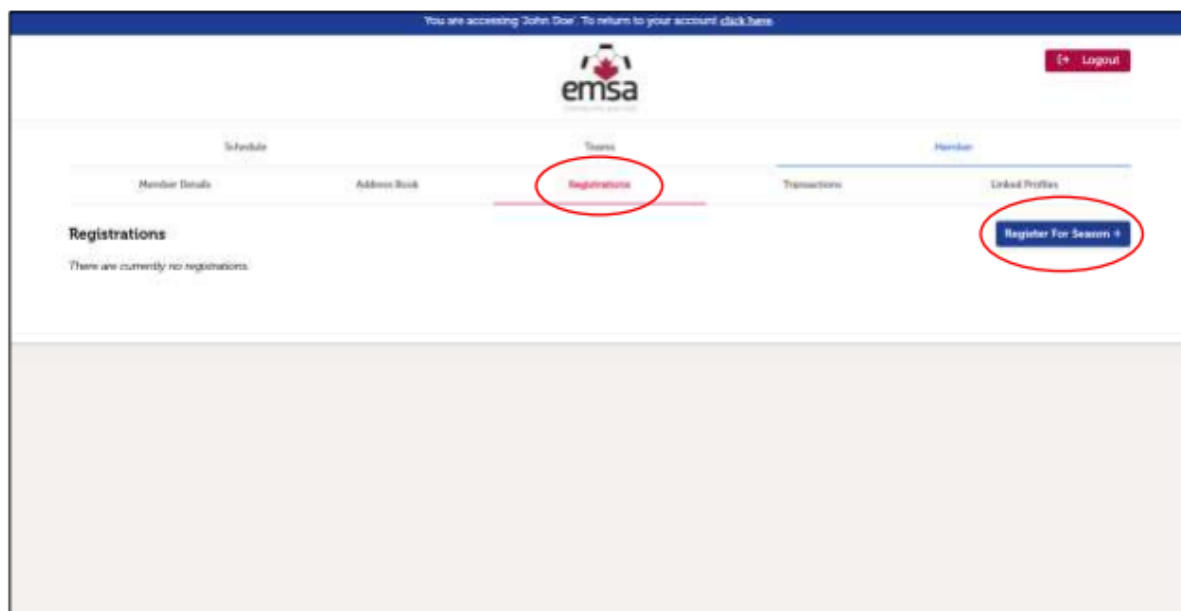 You are accessing 'John Doe'. To return to your account click here.
emsa
Logout
Schedule Teams Member
Member Details Address Book Registrations Transactions Linked Profiles
Registrations
Register For Season +
There are currently no registrations.